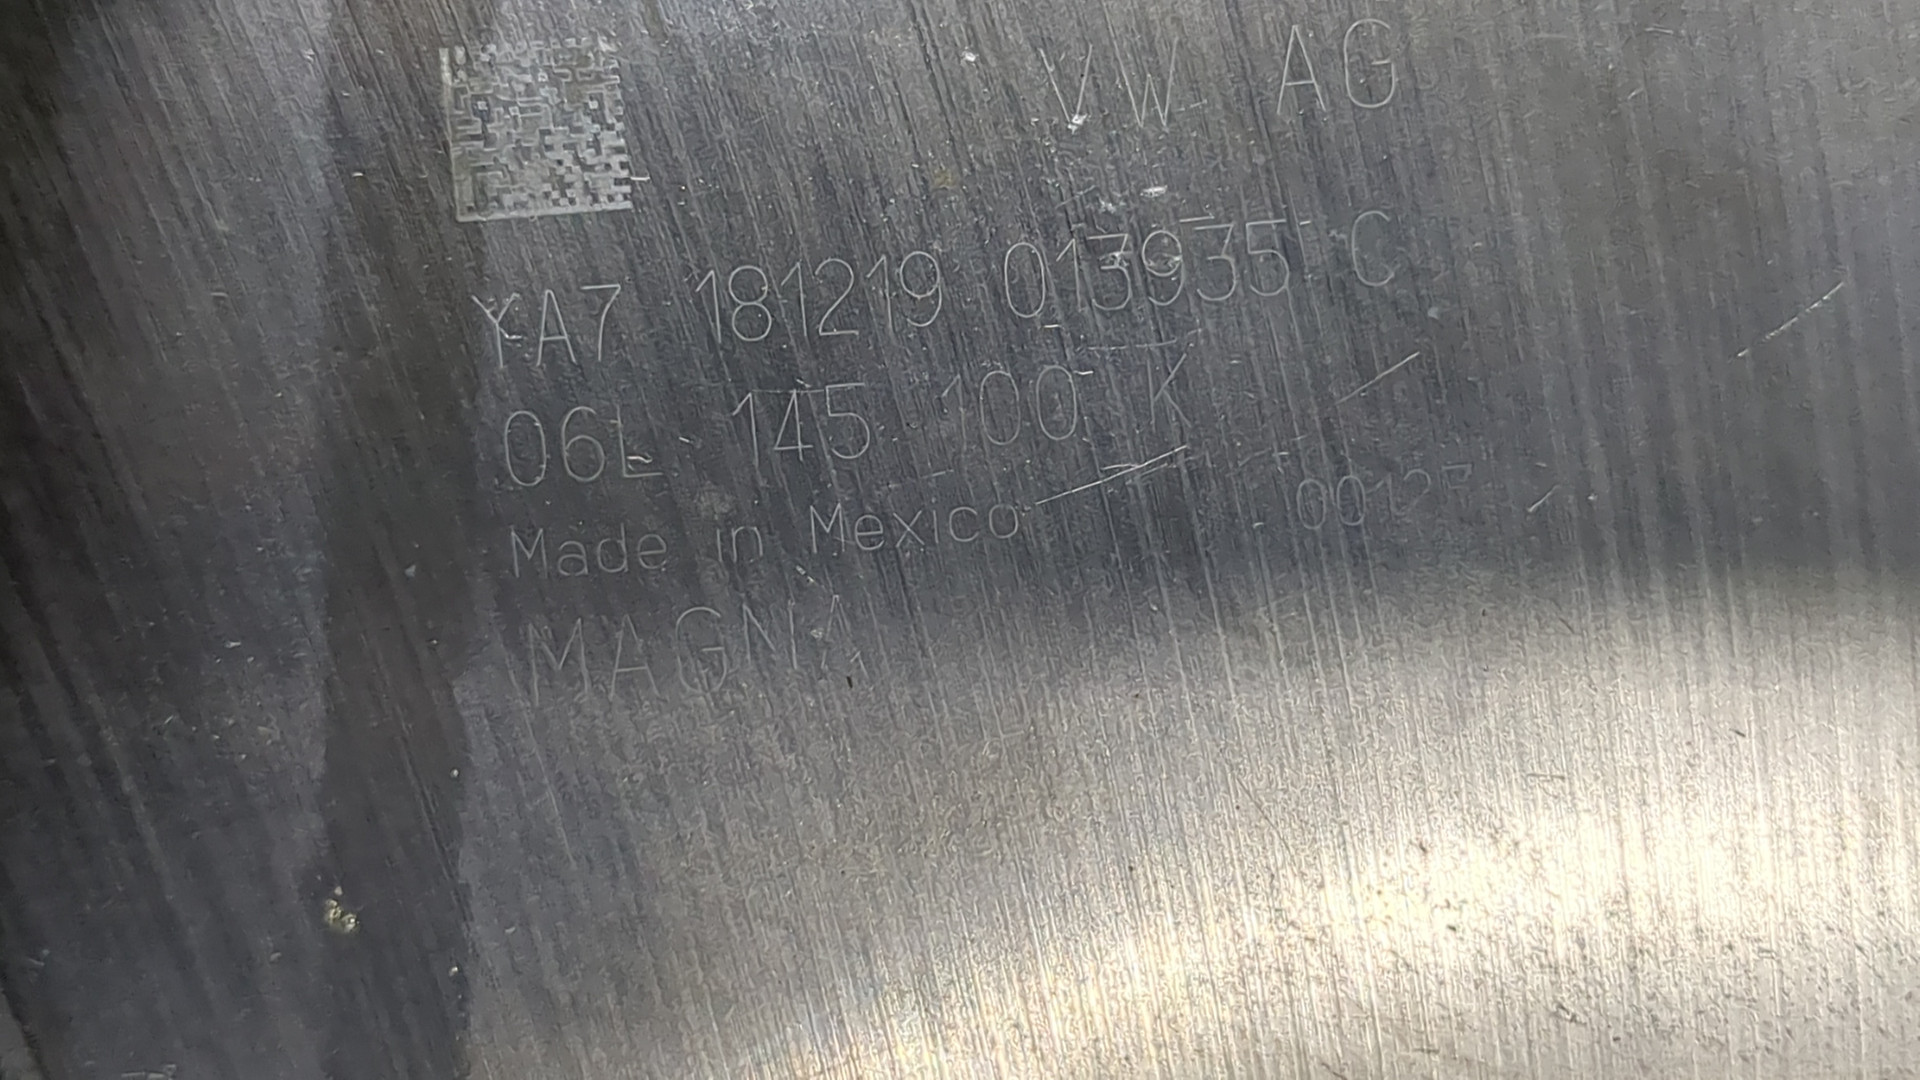 VW AG
YA7 181219 013935 C
06L 145 100 K
Made in Mexico
MAGNA